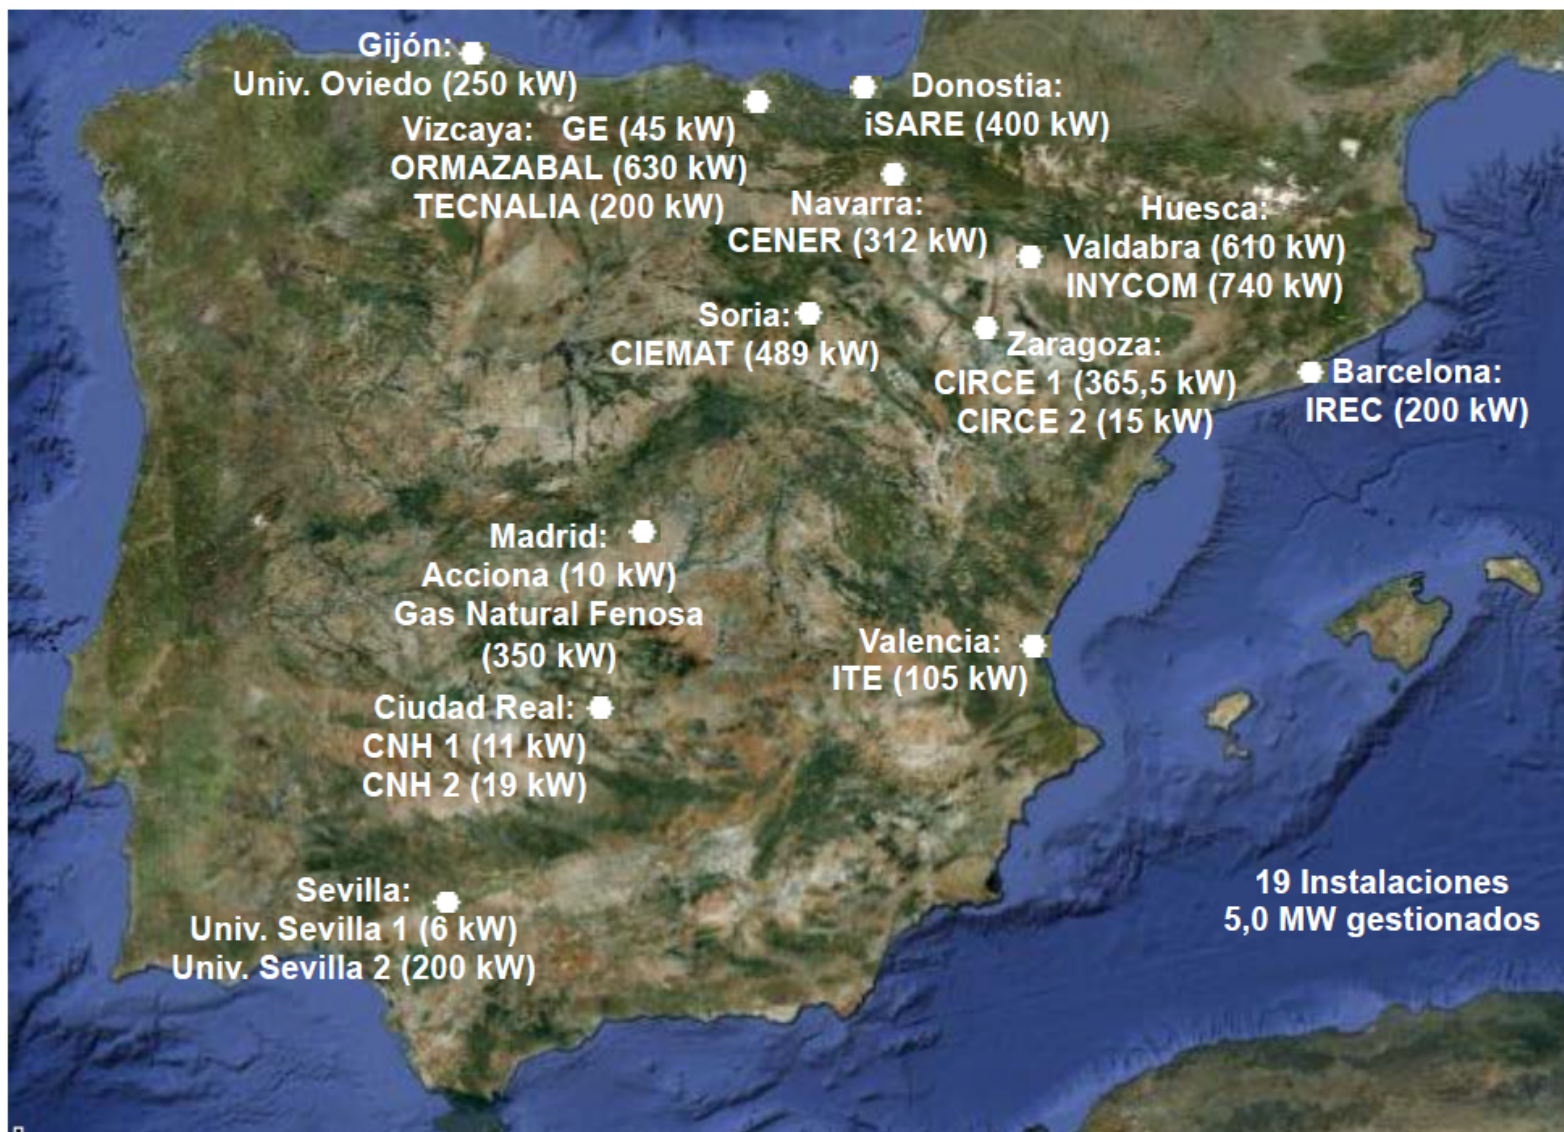 Gijón:
Univ. Oviedo (250 kW)
Vizcaya: GE (45 kW)
ORMAZABAL (630 kW)
TECNALIA (200 kW)
Donostia:
iSARE (400 kW)
Navarra:
CENER (312 kW)
Huesca:
Valdabra (610 kW)
INYCOM (740 kW)
Soria:
CIEMAT (489 kW)
Zaragoza:
CIRCE 1 (365,5 kW)
CIRCE 2 (15 kW)
Barcelona:
IREC (200 kW)
Madrid:
Acciona (10 kW)
Gas Natural Fenosa
(350 kW)
Valencia:
ITE (105 kW)
Ciudad Real:
CNH 1 (11 kW)
CNH 2 (19 kW)
Sevilla:
Univ. Sevilla 1 (6 kW)
Univ. Sevilla 2 (200 kW)
19 Instalaciones
5,0 MW gestionados